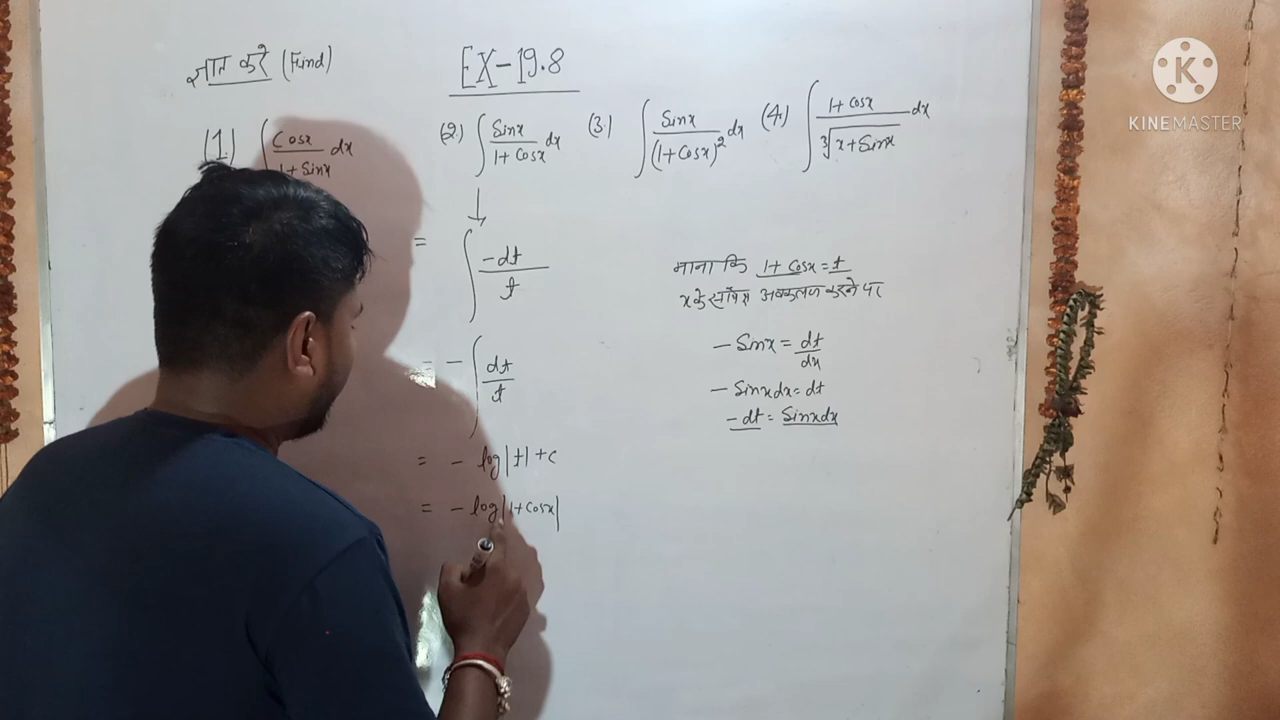 ज्ञात करे (Find)
EX-19.8
(1) ∫ Cosx / 1+Sinx dx
(2) ∫ Sinx / 1+Cosx dx
(3) ∫ Sinx / (1+Cosx)² dx
(4) ∫ 1+Cosx / ∛x+Sinx dx
= ∫ -dt / t
= - ∫ dt / t
= - log|t|+c
= - log|1+Cosx|
माना कि 1+Cosx=t
x के सापेक्ष अवकलज करने पर
- Sinx = dt / dx
- Sinxdx = dt
-dt = Sinxdx
KINEMASTER